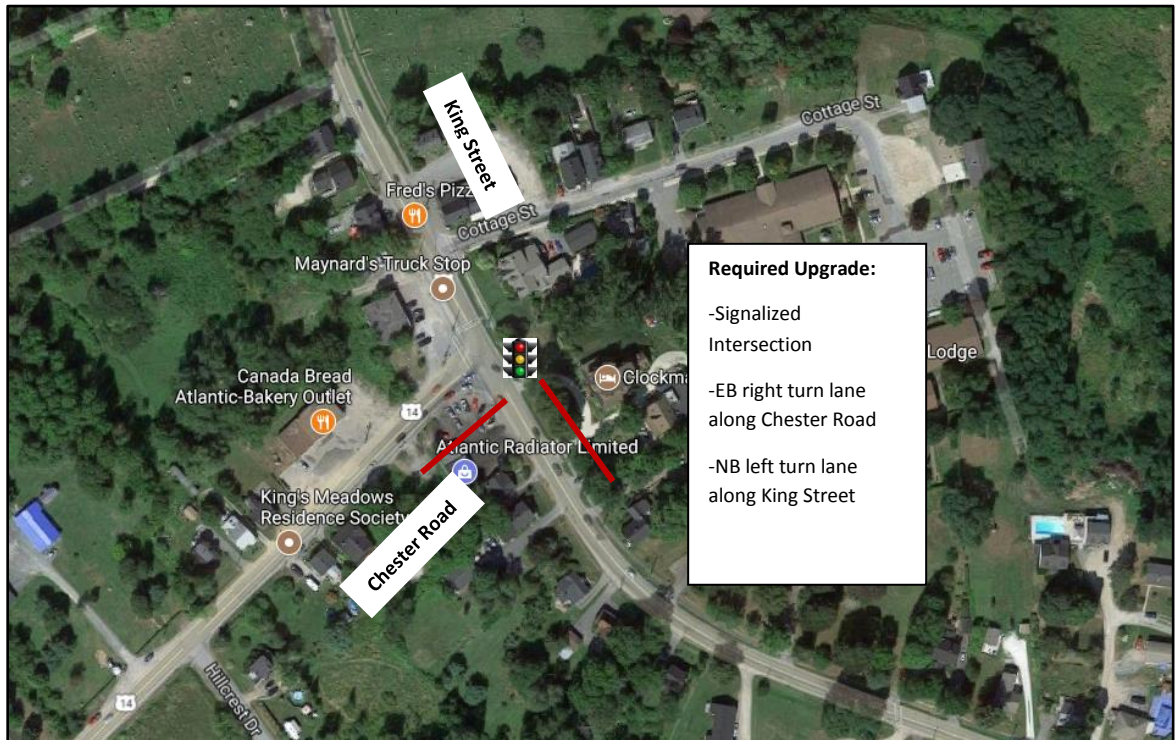 King Street
Cottage St
Fred's Pizz
Cottage St
Maynard's Truck Stop
Required Upgrade:
-Signalized
Intersection
-EB right turn lane
along Chester Road
-NB left turn lane
along King Street
Lodge
Clockma
Canada Bread
Atlantic-Bakery Outlet
14
Atlantic Radiator Limited
King's Meadows
Residence Society
Chester Road
14
Hillcrest Dr